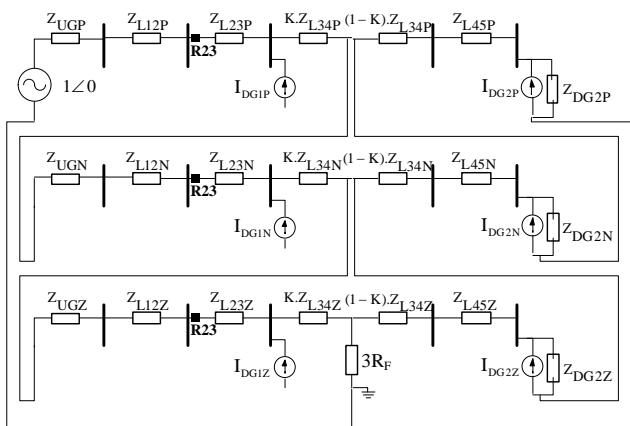 Z_UGP Z_L12P Z_L23P K.Z_L34P (1−K).Z_L34P Z_L45P
R23
1∠0 I_DG1P I_DG2P Z_DG2P
Z_UGN Z_L12N Z_L23N K.Z_L34N (1−K).Z_L34N Z_L45N
R23
I_DG1N I_DG2N Z_DG2N
Z_UGZ Z_L12Z Z_L23Z K.Z_L34Z (1−K).Z_L34Z Z_L45Z
R23
I_DG1Z 3R_F I_DG2Z Z_DG2Z